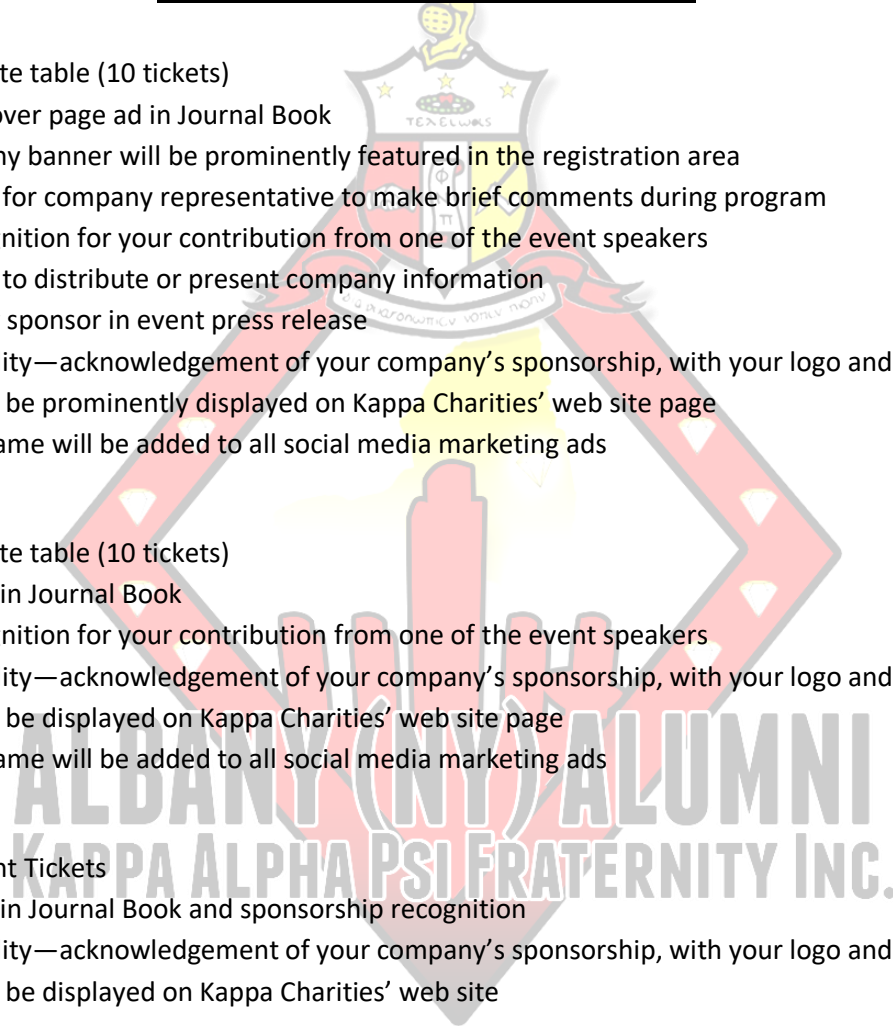 te table (10 tickets)
over page ad in Journal Book
ny banner will be prominently featured in the registration area
for company representative to make brief comments during program
nition for your contribution from one of the event speakers
to distribute or present company information
sponsor in event press release
ity—acknowledgement of your company’s sponsorship, with your logo and
be prominently displayed on Kappa Charities’ web site page
ame will be added to all social media marketing ads
te table (10 tickets)
in Journal Book
nition for your contribution from one of the event speakers
ity—acknowledgement of your company’s sponsorship, with your logo and
be displayed on Kappa Charities’ web site page
ame will be added to all social media marketing ads
nt Tickets
in Journal Book and sponsorship recognition
ity—acknowledgement of your company’s sponsorship, with your logo and
be displayed on Kappa Charities’ web site
ALBANY (NY) ALUMNI
KAPPA ALPHA PSI FRATERNITY INC.